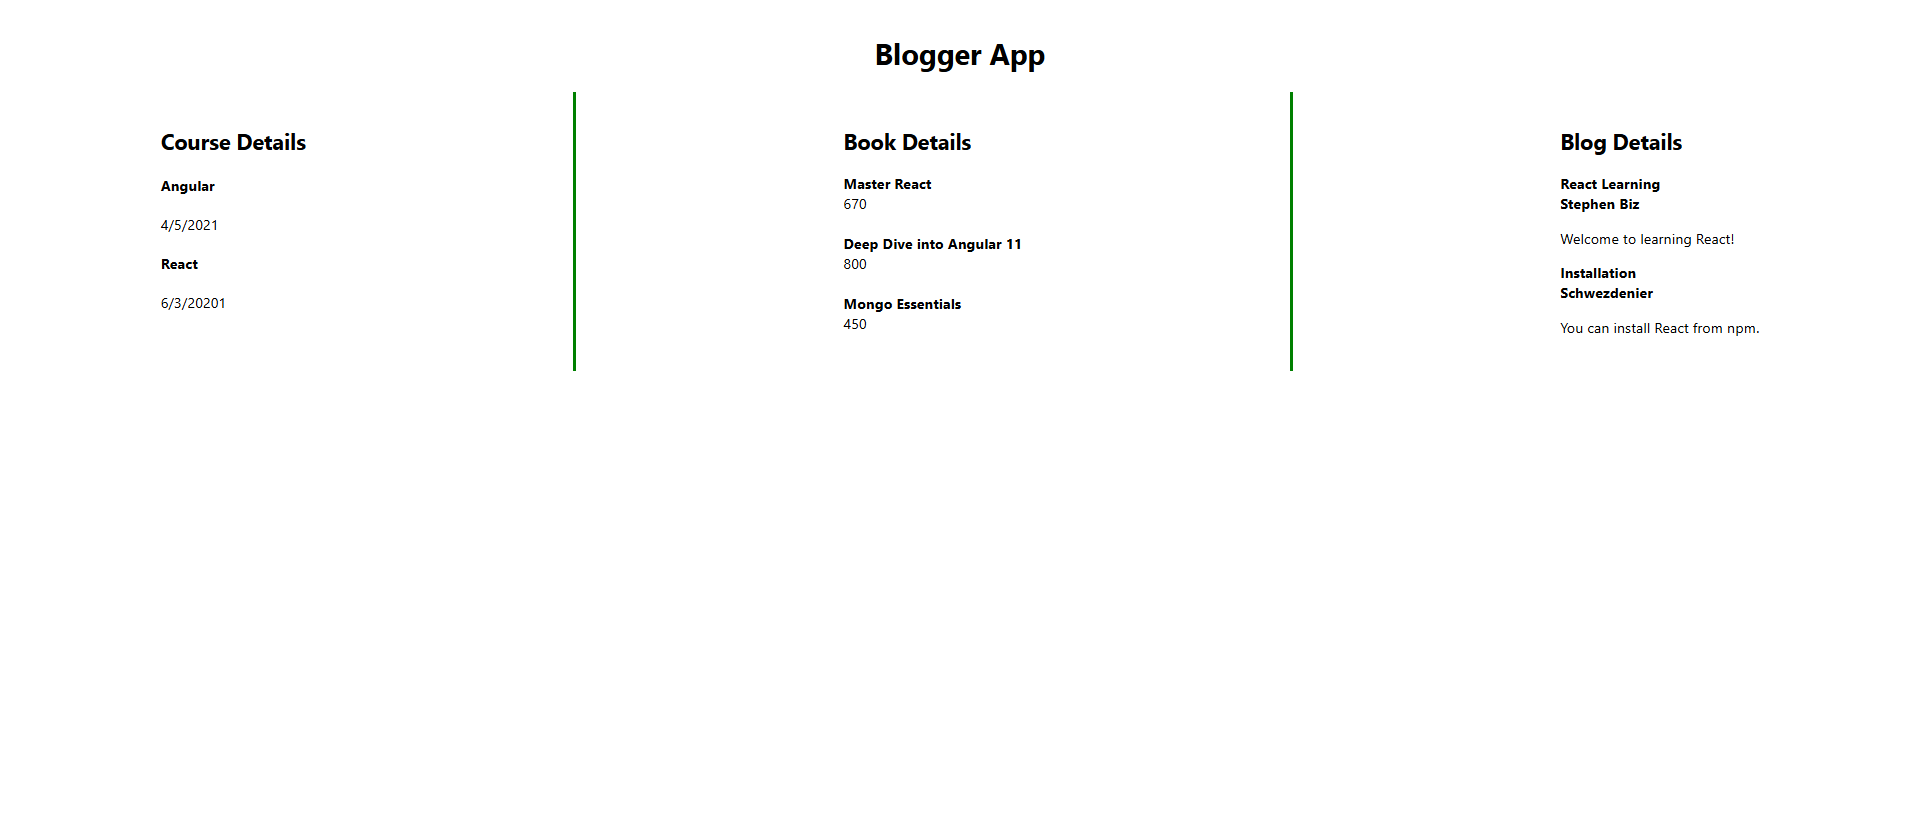 Blogger App
Course Details
Angular
4/5/2021
React
6/3/20201
Book Details
Master React
670
Deep Dive into Angular 11
800
Mongo Essentials
450
Blog Details
React Learning
Stephen Biz
Welcome to learning React!
Installation
Schwezdenier
You can install React from npm.